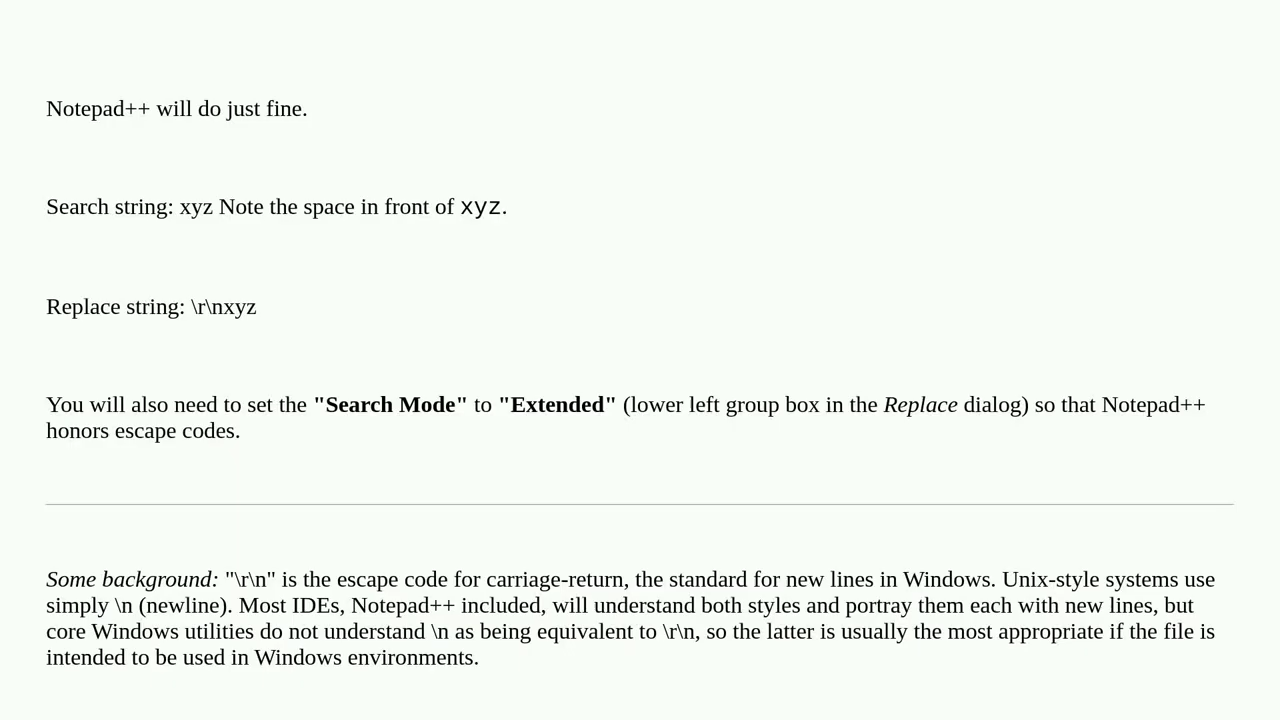 Notepad++ will do just fine.
Search string: xyz Note the space in front of xyz.
Replace string: \r\nxyz
You will also need to set the "Search Mode" to "Extended" (lower left group box in the Replace dialog) so that Notepad++
honors escape codes.
Some background: "\r\n" is the escape code for carriage-return, the standard for new lines in Windows. Unix-style systems use
simply \n (newline). Most IDEs, Notepad++ included, will understand both styles and portray them each with new lines, but
core Windows utilities do not understand \n as being equivalent to \r\n, so the latter is usually the most appropriate if the file is
intended to be used in Windows environments.